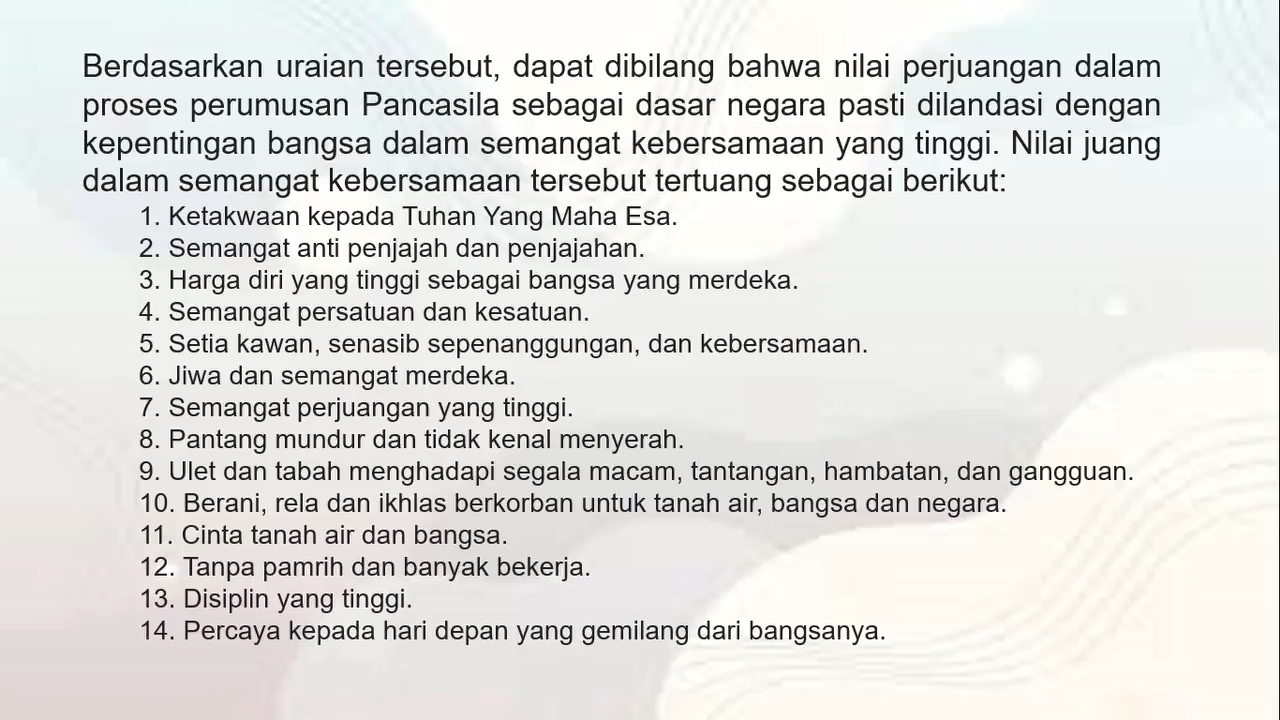 Berdasarkan uraian tersebut, dapat dibilang bahwa nilai perjuangan dalam
proses perumusan Pancasila sebagai dasar negara pasti dilandasi dengan
kepentingan bangsa dalam semangat kebersamaan yang tinggi. Nilai juang
dalam semangat kebersamaan tersebut tertuang sebagai berikut:
1. Ketakwaan kepada Tuhan Yang Maha Esa.
2. Semangat anti penjajah dan penjajahan.
3. Harga diri yang tinggi sebagai bangsa yang merdeka.
4. Semangat persatuan dan kesatuan.
5. Setia kawan, senasib sepenanggungan, dan kebersamaan.
6. Jiwa dan semangat merdeka.
7. Semangat perjuangan yang tinggi.
8. Pantang mundur dan tidak kenal menyerah.
9. Ulet dan tabah menghadapi segala macam, tantangan, hambatan, dan gangguan.
10. Berani, rela dan ikhlas berkorban untuk tanah air, bangsa dan negara.
11. Cinta tanah air dan bangsa.
12. Tanpa pamrih dan banyak bekerja.
13. Disiplin yang tinggi.
14. Percaya kepada hari depan yang gemilang dari bangsanya.